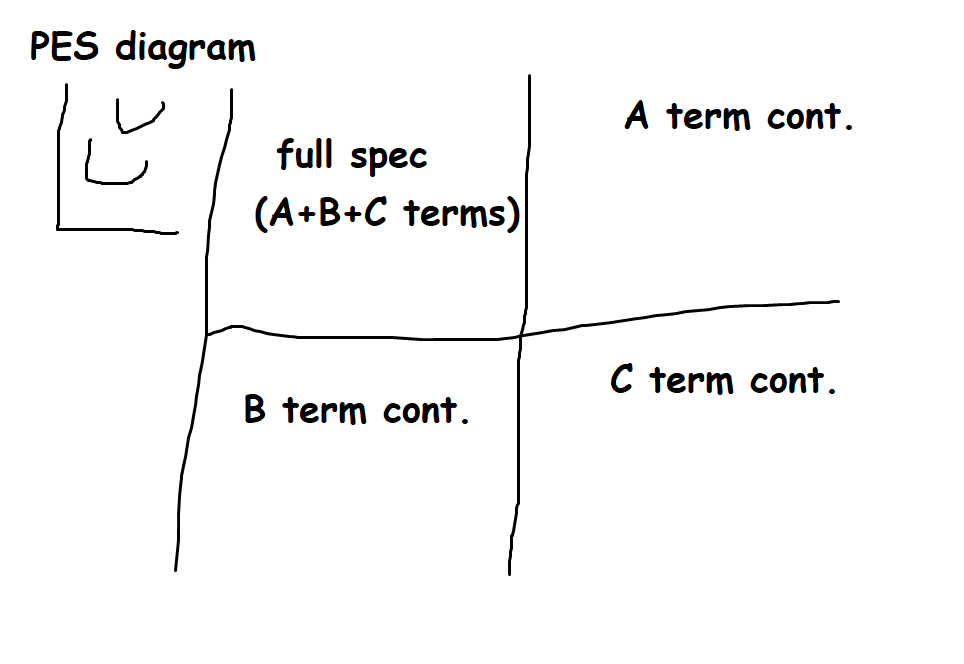 PES diagram
full spec
(A+B+C terms)
A term cont.
B term cont.
C term cont.